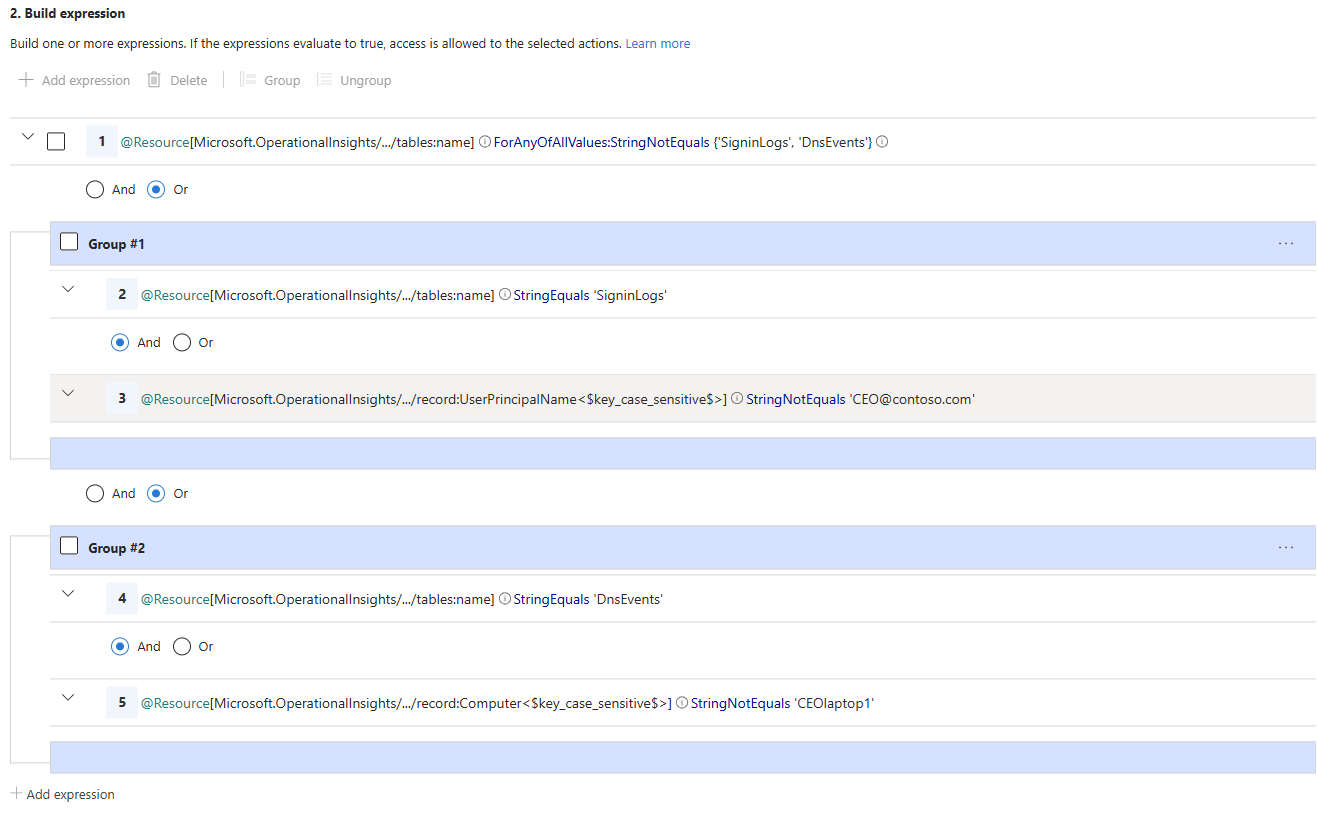 2. Build expression
Build one or more expressions. If the expressions evaluate to true, access is allowed to the selected actions. Learn more
Add expression Delete Group Ungroup
1 @Resource[Microsoft.OperationalInsights/.../tables:name] ForAnyOfAllValues:StringNotEquals {'SigninLogs', 'DnsEvents'}
And Or
Group #1
2 @Resource[Microsoft.OperationalInsights/.../tables:name] StringEquals 'SigninLogs'
And Or
3 @Resource[Microsoft.OperationalInsights/.../record:UserPrincipalName<$key_case_sensitive$>] StringNotEquals 'CEO@contoso.com'
And Or
Group #2
4 @Resource[Microsoft.OperationalInsights/.../tables:name] StringEquals 'DnsEvents'
And Or
5 @Resource[Microsoft.OperationalInsights/.../record:Computer<$key_case_sensitive$>] StringNotEquals 'CEOlaptop1'
Add expression